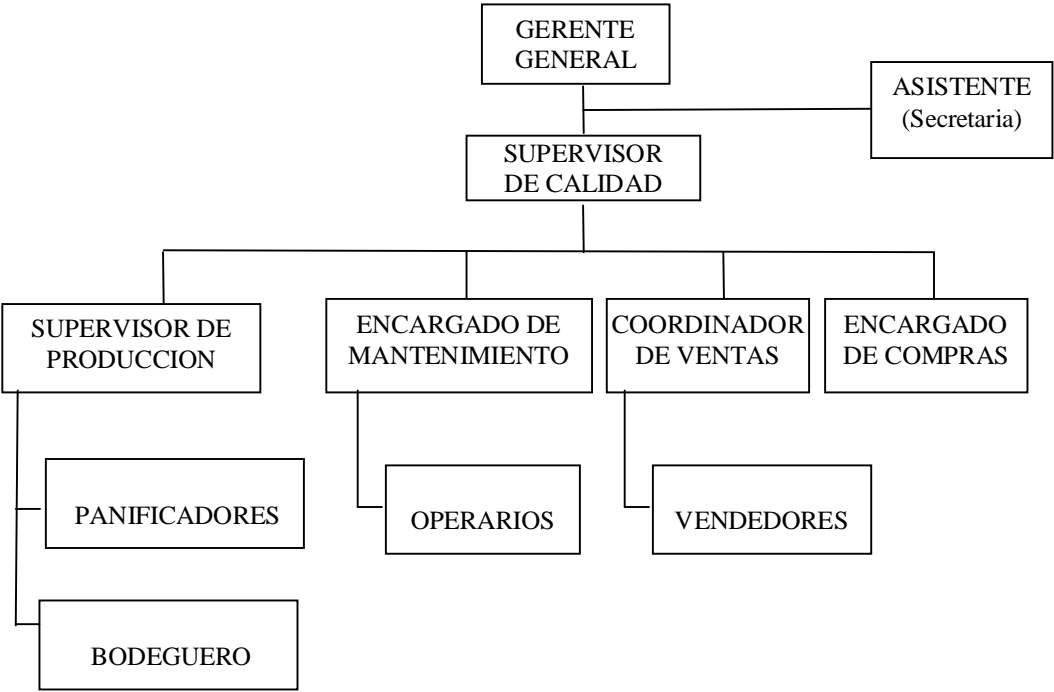 GERENTE
GENERAL
ASISTENTE
(Secretaria)
SUPERVISOR
DE CALIDAD
SUPERVISOR DE
PRODUCCION
ENCARGADO DE
MANTENIMIENTO
COORDINADOR
DE VENTAS
ENCARGADO
DE COMPRAS
PANIFICADORES
OPERARIOS
VENDEDORES
BODEGUERO